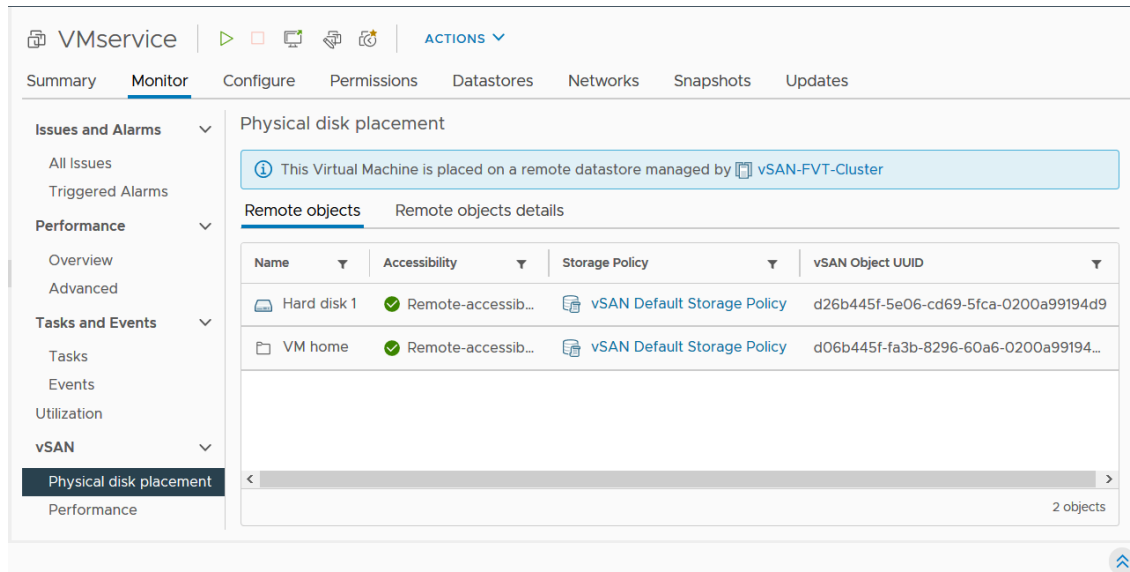 VMservice ACTIONS
Summary Monitor Configure Permissions Datastores Networks Snapshots Updates
Issues and Alarms
All Issues
Triggered Alarms
Performance
Overview
Advanced
Tasks and Events
Tasks
Events
Utilization
vSAN
Physical disk placement
Performance
Physical disk placement
This Virtual Machine is placed on a remote datastore managed by vSAN-FVT-Cluster
Remote objects Remote objects details
Name Accessibility Storage Policy vSAN Object UUID
Hard disk 1 Remote-accessib... vSAN Default Storage Policy d26b445f-5e06-cd69-5fca-0200a99194d9
VM home Remote-accessib... vSAN Default Storage Policy d06b445f-fa3b-8296-60a6-0200a99194...
2 objects